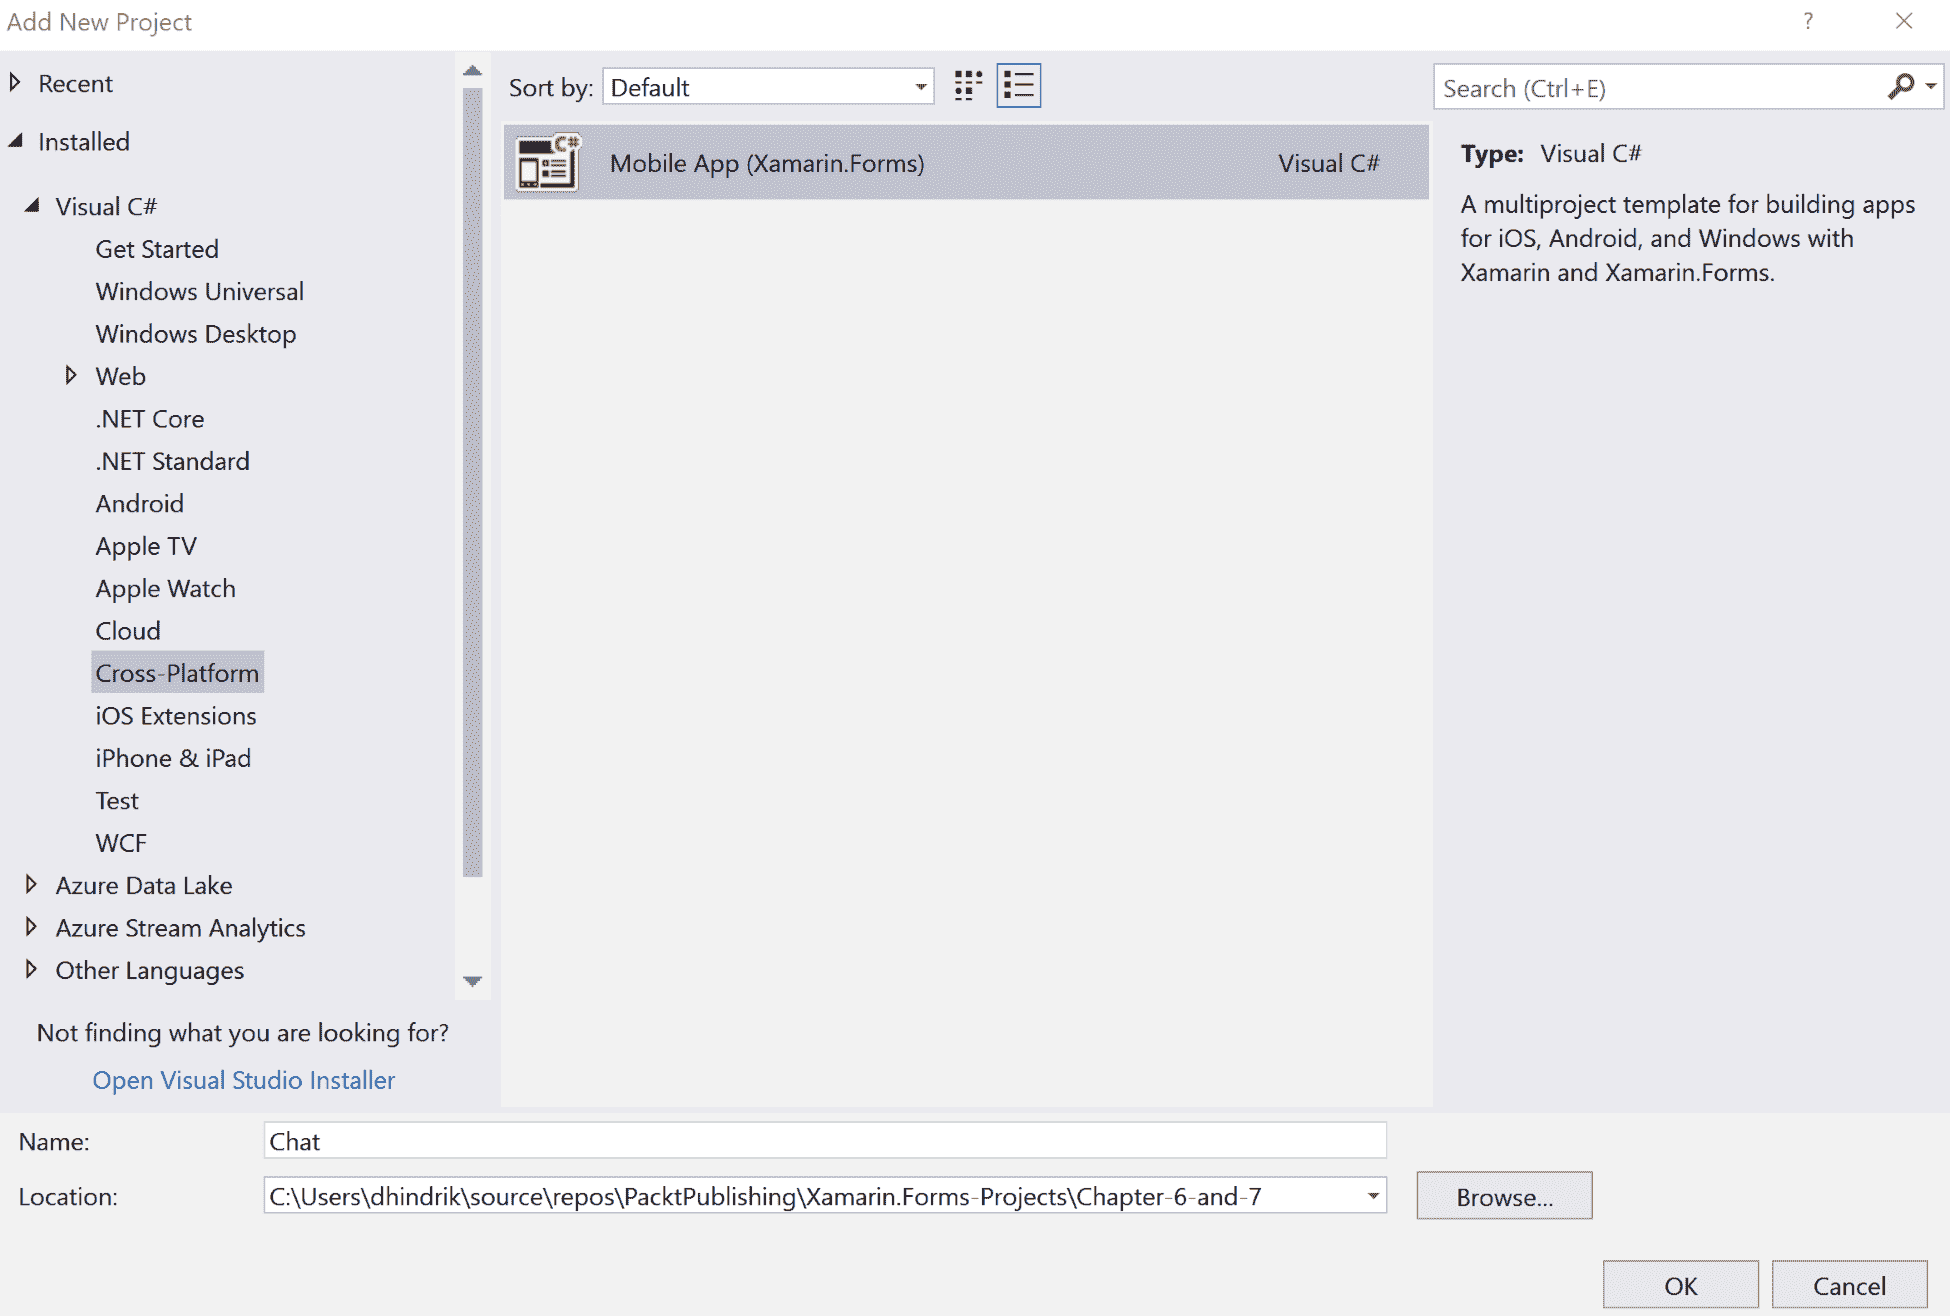 Add New Project
?
Recent
Installed
Visual C#
Get Started
Windows Universal
Windows Desktop
Web
.NET Core
.NET Standard
Android
Apple TV
Apple Watch
Cloud
Cross-Platform
iOS Extensions
iPhone & iPad
Test
WCF
Azure Data Lake
Azure Stream Analytics
Other Languages
Not finding what you are looking for?
Open Visual Studio Installer
Sort by: Default
C#
Mobile App (Xamarin.Forms) Visual C#
Search (Ctrl+E)
Type: Visual C#
A multiproject template for building apps
for iOS, Android, and Windows with
Xamarin and Xamarin.Forms.
Name: Chat
Location: C:\Users\dhindrik\source\repos\PacktPublishing\Xamarin.Forms-Projects\Chapter-6-and-7
Browse...
OK Cancel